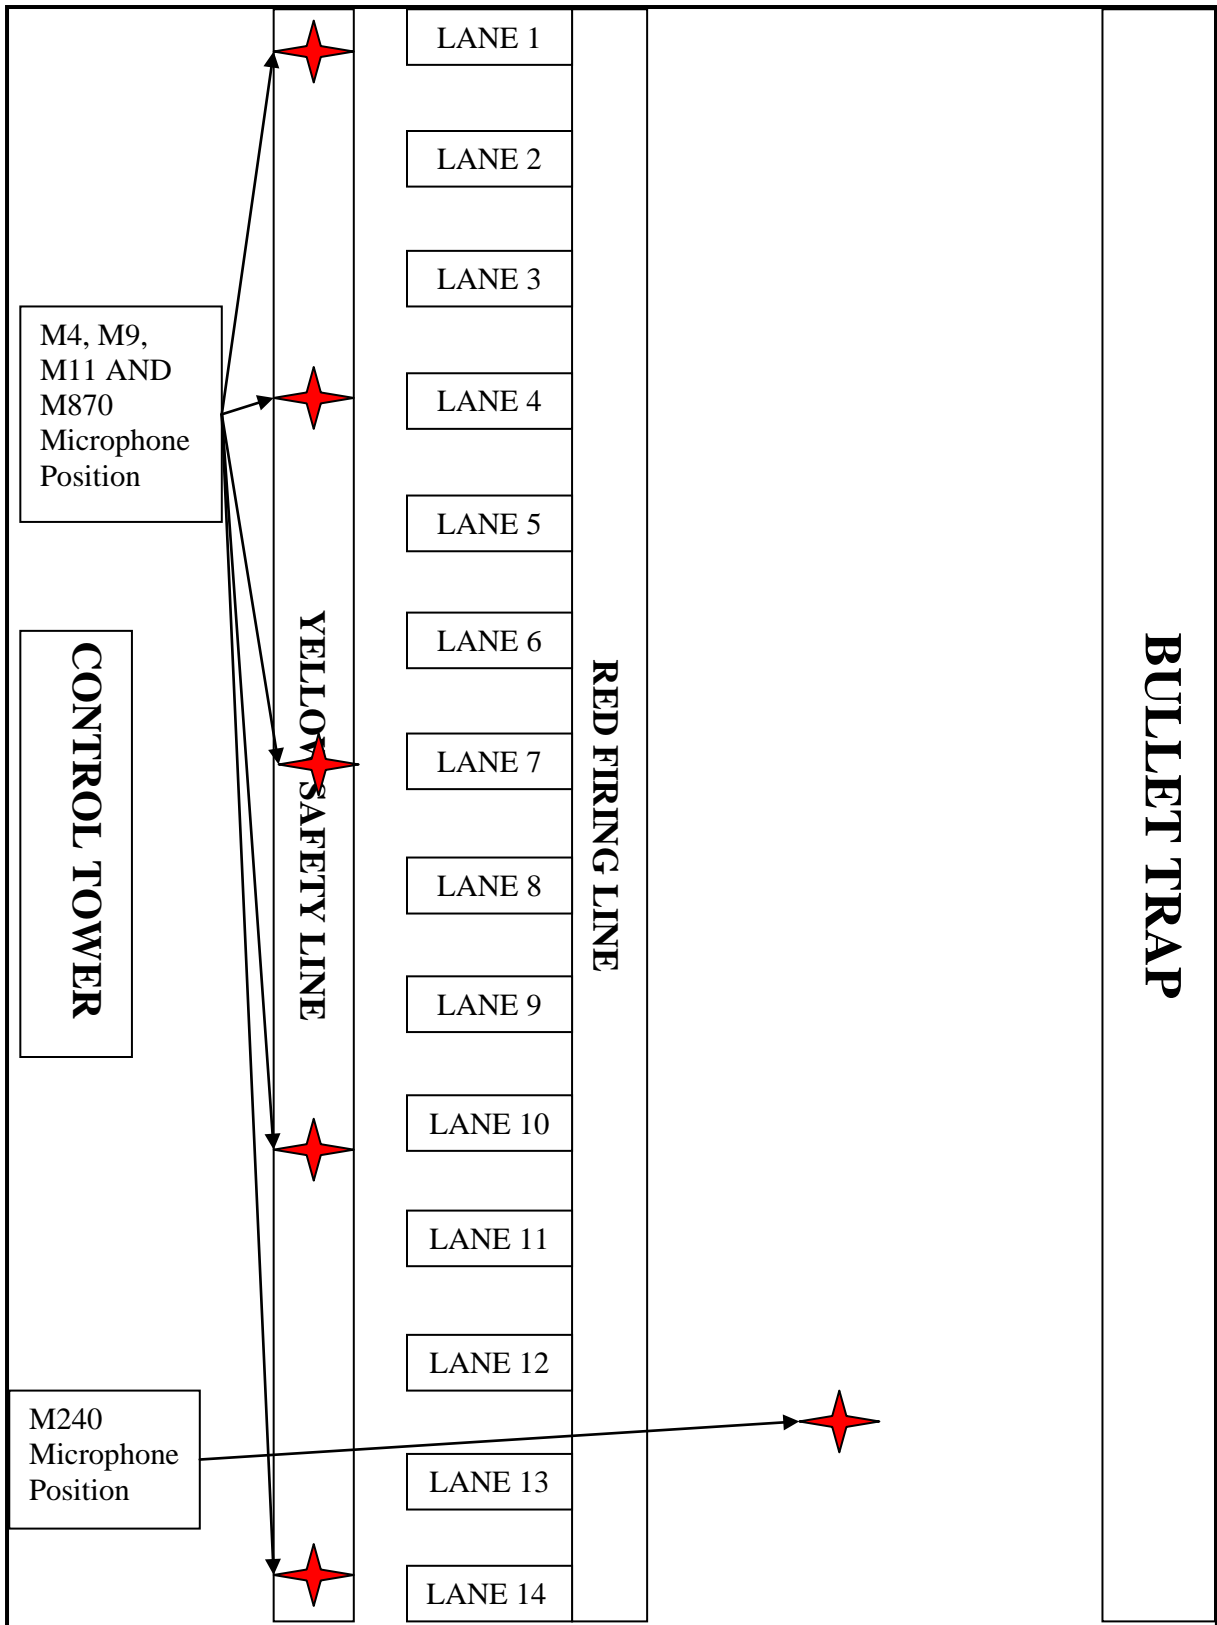 LANE 1
LANE 2
LANE 3
M4, M9,
M11 AND
M870
Microphone
Position
LANE 4
LANE 5
LANE 6
LANE 7
LANE 8
LANE 9
LANE 10
LANE 11
LANE 12
LANE 13
LANE 14
CONTROL TOWER
YELLOW SAFETY LINE
RED FIRING LINE
BULLET TRAP
M240
Microphone
Position